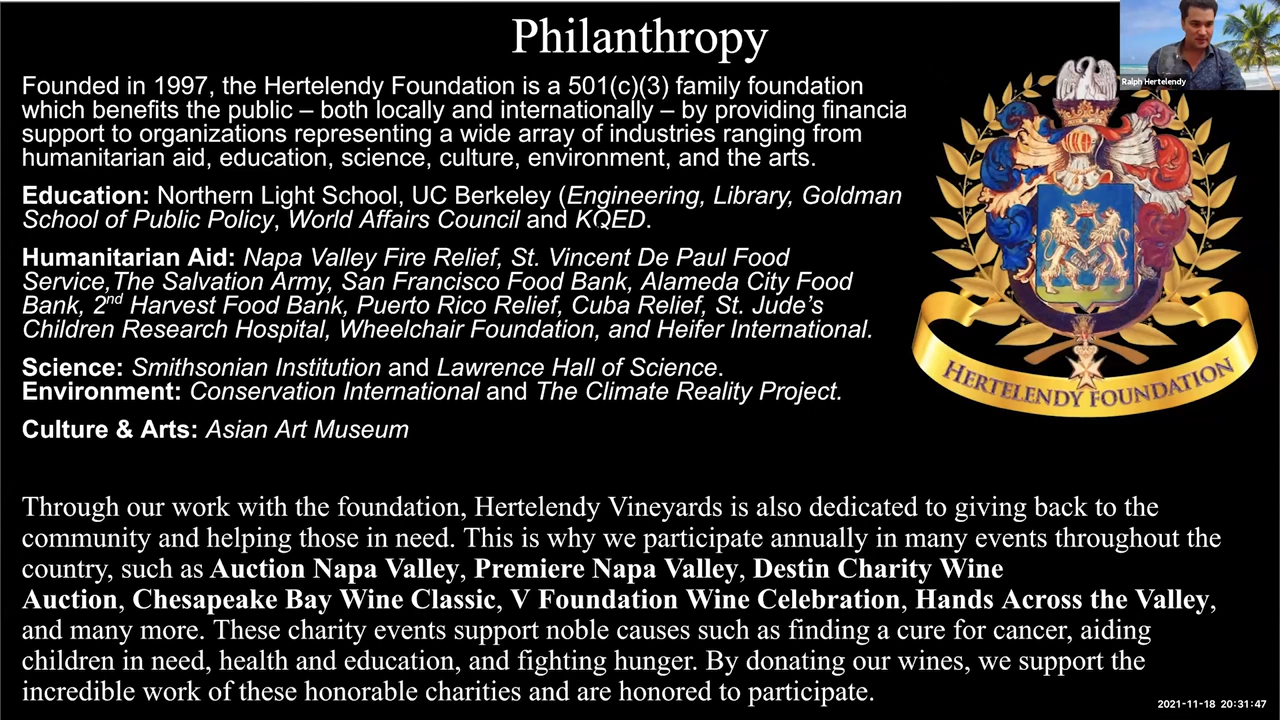 Philanthropy
Ralph Hertelendy
Founded in 1997, the Hertelendy Foundation is a 501(c)(3) family foundation
which benefits the public – both locally and internationally – by providing financia
support to organizations representing a wide array of industries ranging from
humanitarian aid, education, science, culture, environment, and the arts.
Education: Northern Light School, UC Berkeley (Engineering, Library, Goldman
School of Public Policy, World Affairs Council and KQED.
Humanitarian Aid: Napa Valley Fire Relief, St. Vincent De Paul Food
Service,The Salvation Army, San Francisco Food Bank, Alameda City Food
Bank, 2nd Harvest Food Bank, Puerto Rico Relief, Cuba Relief, St. Jude’s
Children Research Hospital, Wheelchair Foundation, and Heifer International.
Science: Smithsonian Institution and Lawrence Hall of Science.
Environment: Conservation International and The Climate Reality Project.
Culture & Arts: Asian Art Museum
HERTELENDY FOUNDATION
Through our work with the foundation, Hertelendy Vineyards is also dedicated to giving back to the
community and helping those in need. This is why we participate annually in many events throughout the
country, such as Auction Napa Valley, Premiere Napa Valley, Destin Charity Wine
Auction, Chesapeake Bay Wine Classic, V Foundation Wine Celebration, Hands Across the Valley,
and many more. These charity events support noble causes such as finding a cure for cancer, aiding
children in need, health and education, and fighting hunger. By donating our wines, we support the
incredible work of these honorable charities and are honored to participate.
2021-11-18 20:31:47